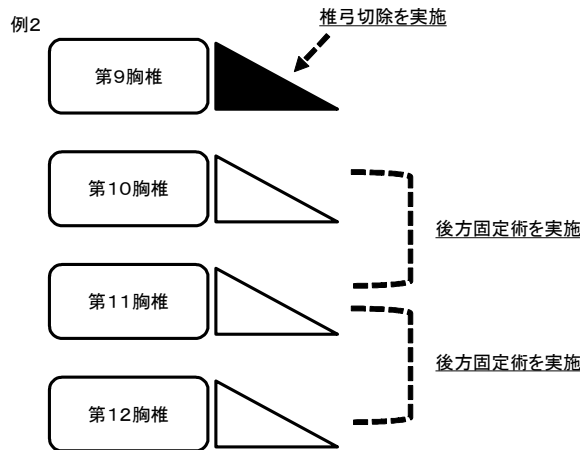 例2
椎弓切除を実施
第9胸椎
第10胸椎
後方固定術を実施
第11胸椎
後方固定術を実施
第12胸椎